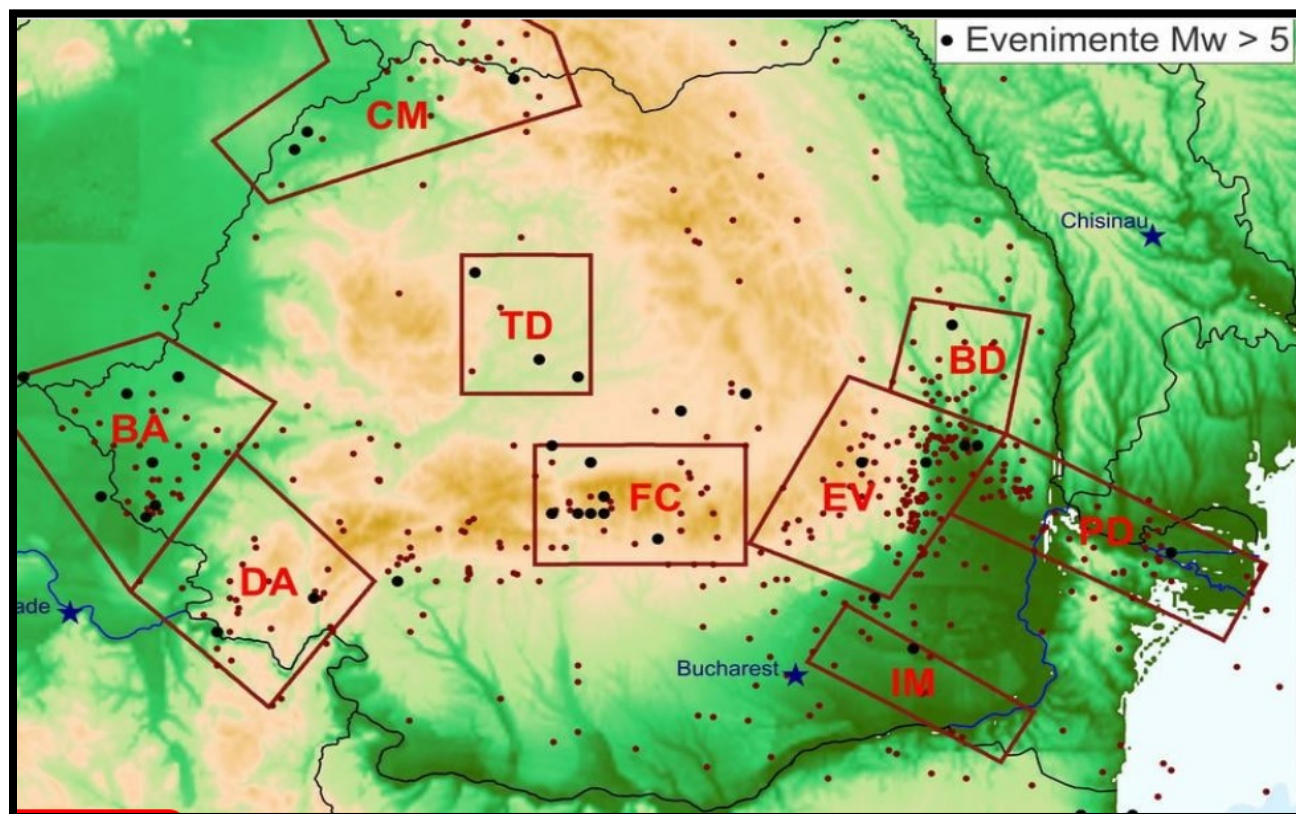 • Evenimente Mw > 5
CM
Chisinau
TD
BD
BA
EV
FC
PD
DA
ade
Bucharest
IM